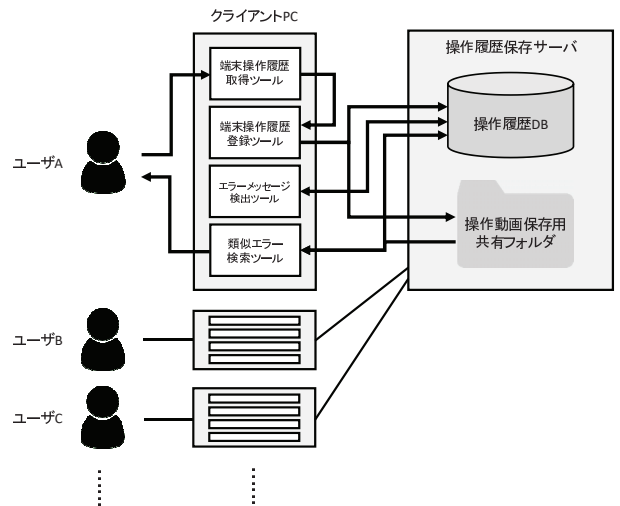 クライアントPC
操作履歴保存サーバ
端末操作履歴
取得ツール
端末操作履歴
登録ツール
操作履歴DB
ユーザA
エラーメッセージ
検出ツール
類似エラー
検索ツール
操作動画保存用
共有フォルダ
ユーザB
ユーザC